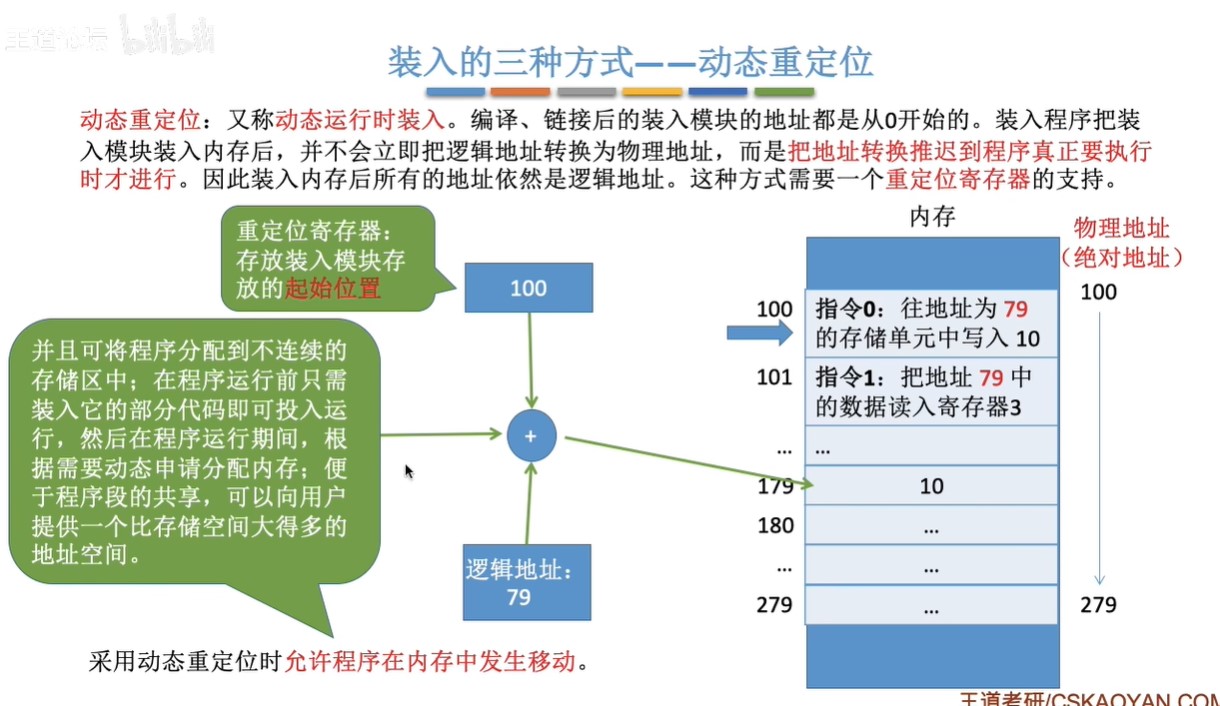 王道论坛 bilibili
装入的三种方式——动态重定位
动态重定位：又称动态运行时装入。编译、链接后的装入模块的地址都是从0开始的。装入程序把装
入模块装入内存后，并不会立即把逻辑地址转换为物理地址，而是把地址转换推迟到程序真正要执行
时才进行。因此装入内存后所有的地址依然是逻辑地址。这种方式需要一个重定位寄存器的支持。
重定位寄存器：
存放装入模块存
放的起始位置
100
并且可将程序分配到不连续的
存储区中；在程序运行前只需
装入它的部分代码即可投入运
行，然后在程序运行期间，根
据需要动态申请分配内存；便
于程序段的共享，可以向用户
提供一个比存储空间大得多的
地址空间。
+
逻辑地址：
79
采用动态重定位时允许程序在内存中发生移动。
内存
物理地址
（绝对地址）
100
指令0：往地址为 79
的存储单元中写入 10
100
101
指令1：把地址 79 中
的数据读入寄存器3
...
...
179
10
180
...
...
...
279
...
279
王道考研/CSKAOYAN.COM